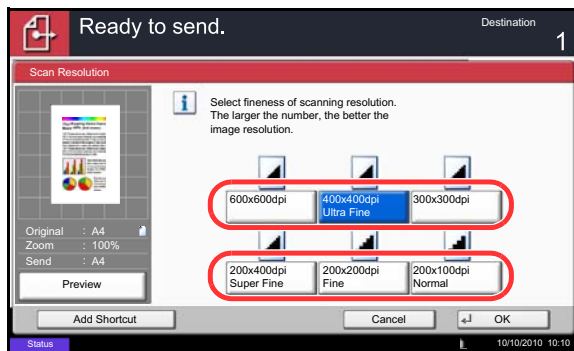 Ready to send.
Destination
1
Scan Resolution
Select fineness of scanning resolution.
The larger the number, the better the
image resolution.
600x600dpi
400x400dpi
Ultra Fine
300x300dpi
200x400dpi
Super Fine
200x200dpi
Fine
200x100dpi
Normal
Original : A4
Zoom : 100%
Send : A4
Preview
Add Shortcut
Cancel
OK
Status
10/10/2010 10:10